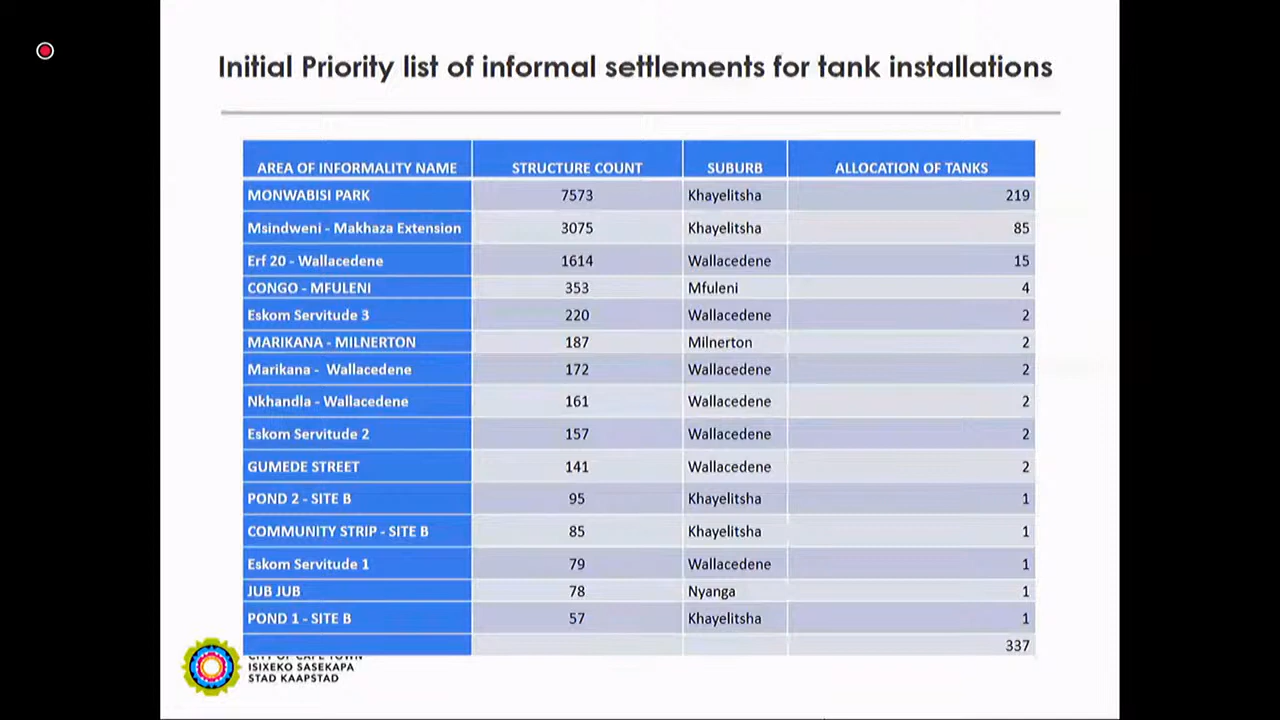 Initial Priority list of informal settlements for tank installations
AREA OF INFORMALITY NAME STRUCTURE COUNT SUBURB ALLOCATION OF TANKS
MONWABISI PARK 7573 Khayelitsha 219
Msindweni - Makhaza Extension 3075 Khayelitsha 85
Erf 20 - Wallacedene 1614 Wallacedene 15
CONGO - MFULENI 353 Mfuleni 4
Eskom Servitude 3 220 Wallacedene 2
MARIKANA - MILNERTON 187 Milnerton 2
Marikana - Wallacedene 172 Wallacedene 2
Nkhandla - Wallacedene 161 Wallacedene 2
Eskom Servitude 2 157 Wallacedene 2
GUMEDE STREET 141 Wallacedene 2
POND 2 - SITE B 95 Khayelitsha 1
COMMUNITY STRIP - SITE B 85 Khayelitsha 1
Eskom Servitude 1 79 Wallacedene 1
JUB JUB 78 Nyanga 1
POND 1 - SITE B 57 Khayelitsha 1
337
CITY OF CAPE TOWN
ISIXEKO SASEKAPA
STAD KAAPSTAD